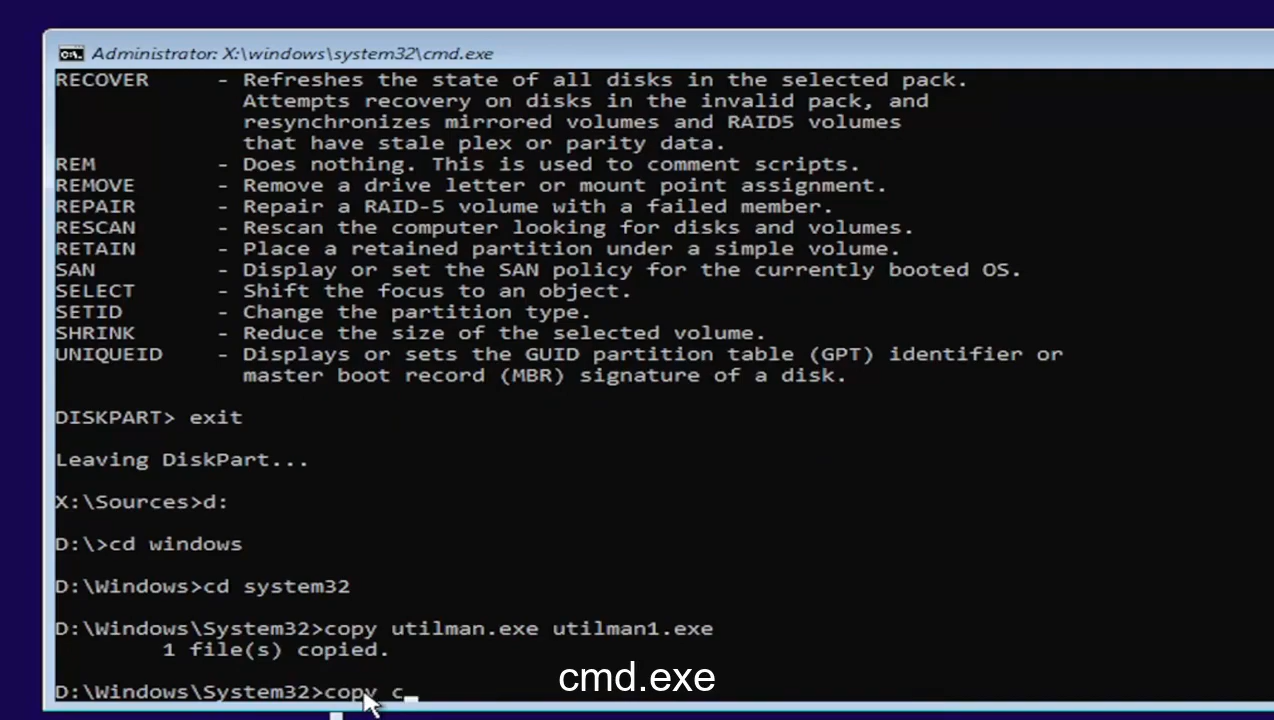 Administrator: X:\windows\system32\cmd.exe
RECOVER - Refreshes the state of all disks in the selected pack.
Attempts recovery on disks in the invalid pack, and
resynchronizes mirrored volumes and RAID5 volumes
that have stale plex or parity data.
REM - Does nothing. This is used to comment scripts.
REMOVE - Remove a drive letter or mount point assignment.
REPAIR - Repair a RAID-5 volume with a failed member.
RESCAN - Rescan the computer looking for disks and volumes.
RETAIN - Place a retained partition under a simple volume.
SAN - Display or set the SAN policy for the currently booted OS.
SELECT - Shift the focus to an object.
SETID - Change the partition type.
SHRINK - Reduce the size of the selected volume.
UNIQUEID - Displays or sets the GUID partition table (GPT) identifier or
master boot record (MBR) signature of a disk.
DISKPART> exit
Leaving DiskPart...
X:\Sources>d:
D:\>cd windows
D:\Windows>cd system32
D:\Windows\System32>copy utilman.exe utilman1.exe
1 file(s) copied.
D:\Windows\System32>copy c_
cmd.exe